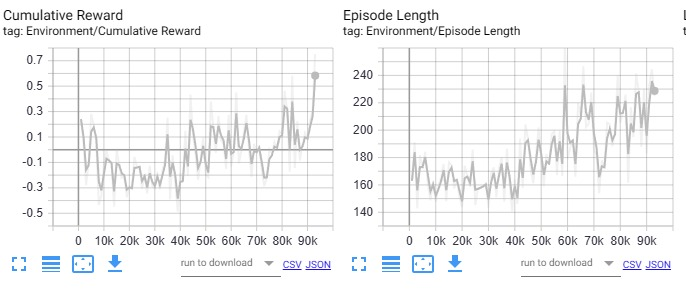 Cumulative Reward
tag: Environment/Cumulative Reward
0.7
0.5
0.3
0.1
-0.1
-0.3
-0.5
0 10k 20k 30k 40k 50k 60k 70k 80k 90k
run to download CSV JSON
Episode Length
tag: Environment/Episode Length
240
220
200
180
160
140
0 10k 20k 30k 40k 50k 60k 70k 80k 90k
run to download CSV JSON